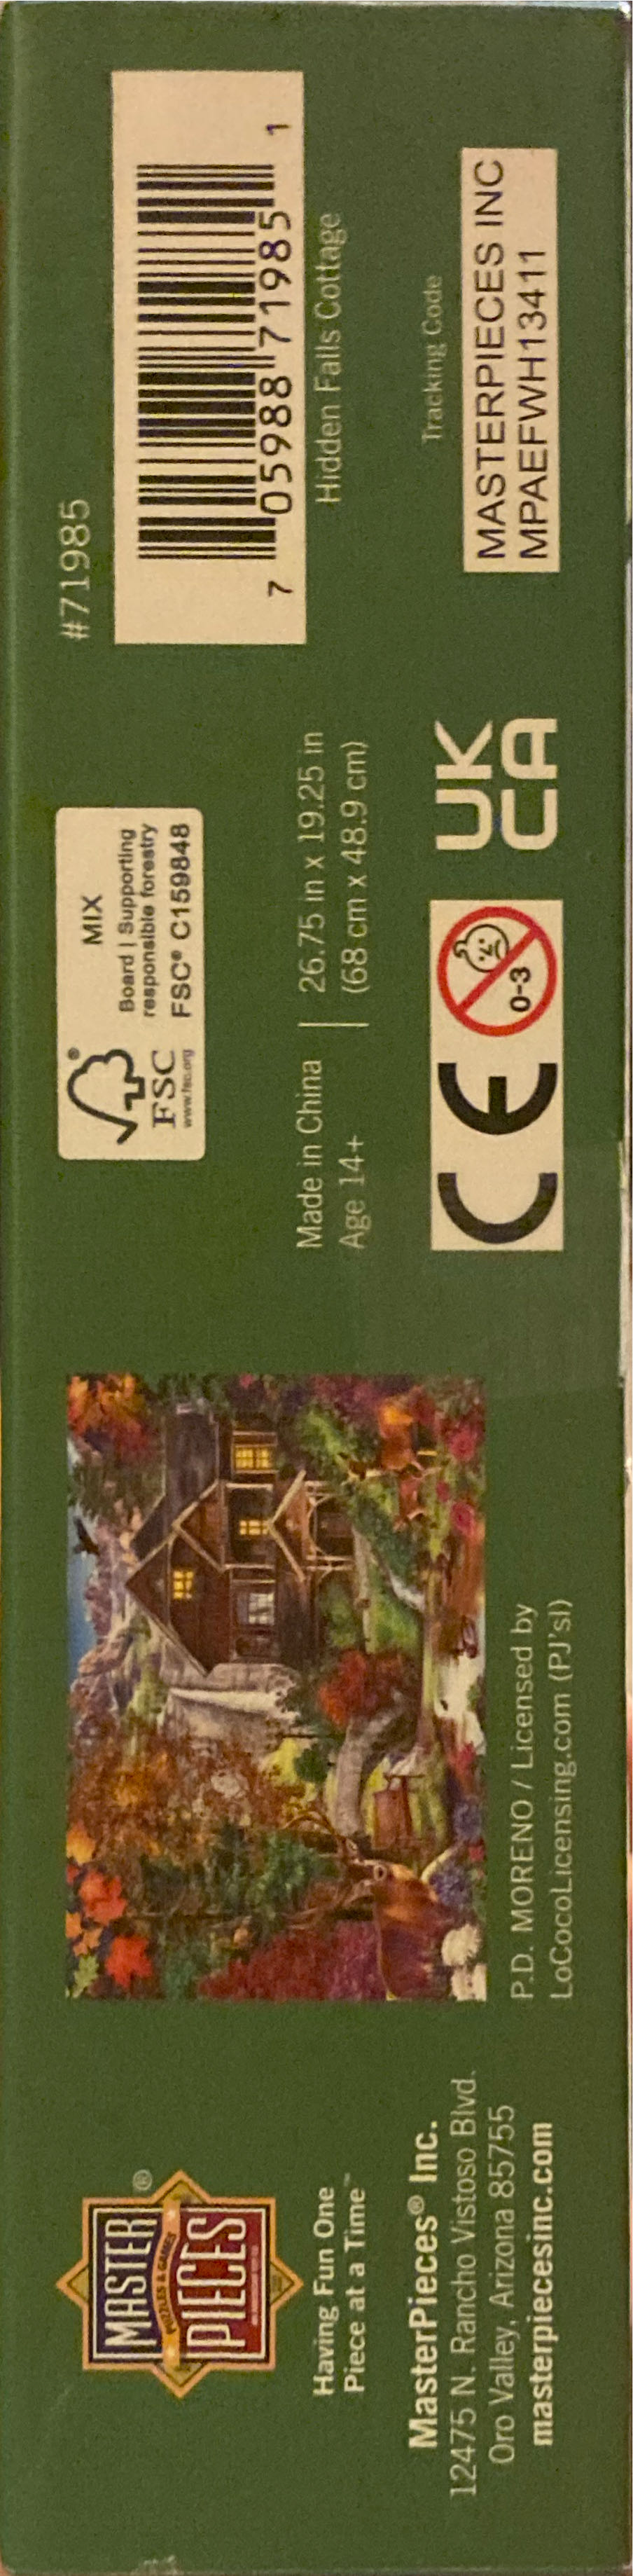 MASTER
PUZZLES & GAMES
PIECES
®
Having Fun One
Piece at a Time™
MasterPieces® Inc.
12475 N. Rancho Vistoso Blvd.
Oro Valley, Arizona 85755
masterpiecesinc.com
P.D. MORENO / Licensed by
LoCocoLicensing.com (PJ'sI)
®
FSC
www.fsc.org
MIX
Board | Supporting
responsible forestry
FSC® C159848
Made in China | 26.75 in x 19.25 in
Age 14+ (68 cm x 48.9 cm)
CE
0-3
UK
CA
#71985
7 05988 71985 1
Hidden Falls Cottage
Tracking Code
MASTERPIECES INC
MPAEFWH13411